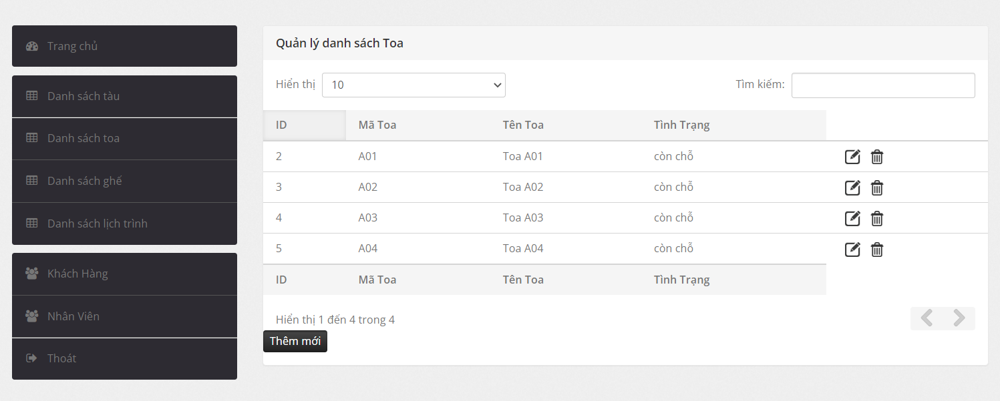 Trang chủ
Danh sách tàu
Danh sách toa
Danh sách ghế
Danh sách lịch trình
Khách Hàng
Nhân Viên
Thoát
Quản lý danh sách Toa
Hiển thị 10 Tìm kiếm:
ID Mã Toa Tên Toa Tình Trạng
2 A01 Toa A01 còn chỗ
3 A02 Toa A02 còn chỗ
4 A03 Toa A03 còn chỗ
5 A04 Toa A04 còn chỗ
ID Mã Toa Tên Toa Tình Trạng
Hiển thị 1 đến 4 trong 4
Thêm mới